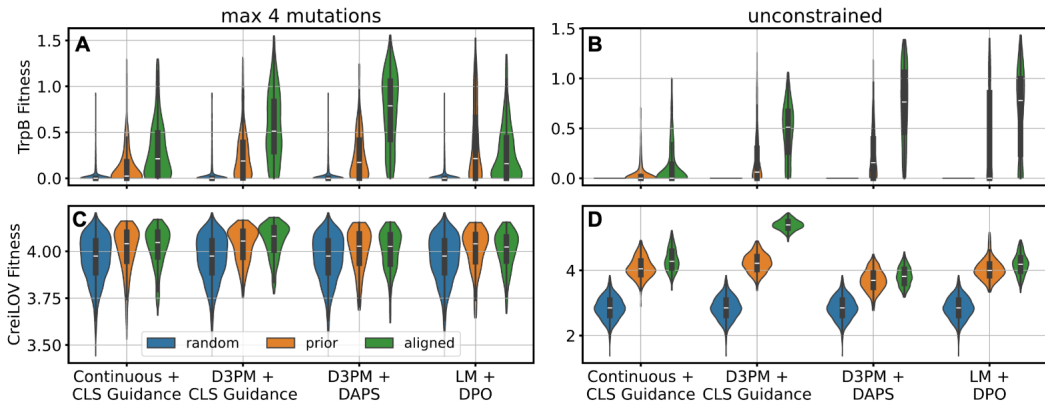 max 4 mutations
unconstrained
A
TrpB Fitness
1.5
1.0
0.5
0.0
B
1.5
1.0
0.5
0.0
C
CreiLOV Fitness
4.00
3.75
3.50
random prior aligned
D
4
2
Continuous +
CLS Guidance
D3PM +
CLS Guidance
D3PM +
DAPS
LM +
DPO
Continuous +
CLS Guidance
D3PM +
CLS Guidance
D3PM +
DAPS
LM +
DPO